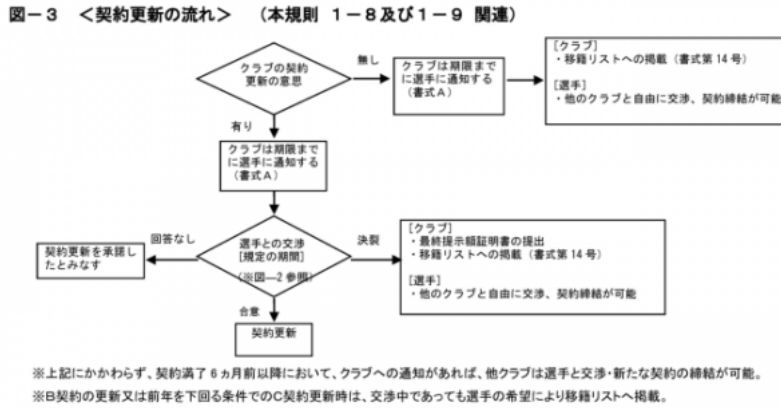 図－3 ＜契約更新の流れ＞ （本規則 1－8及び1－9 関連）
クラブの契約
更新の意思
無し
クラブは期限まで
に選手に通知する
（書式A）
[クラブ]
・移籍リストへの掲載（書式第14号）
[選手]
・他のクラブと自由に交渉、契約締結が可能
有り
クラブは期限まで
に選手に通知する
（書式A）
回答なし
契約更新を承諾し
たとみなす
選手との交渉
[規定の期間]
（※図―2参照）
決裂
[クラブ]
・最終提示額証明書の提出
・移籍リストへの掲載（書式第14号）
[選手]
・他のクラブと自由に交渉、契約締結が可能
合意
契約更新
※上記にかかわらず、契約満了6ヵ月前以降において、クラブへの通知があれば、他クラブは選手と交渉・新たな契約の締結が可能。
※B契約の更新又は前年を下回る条件でのC契約更新時は、交渉中であっても選手の希望により移籍リストへ掲載。